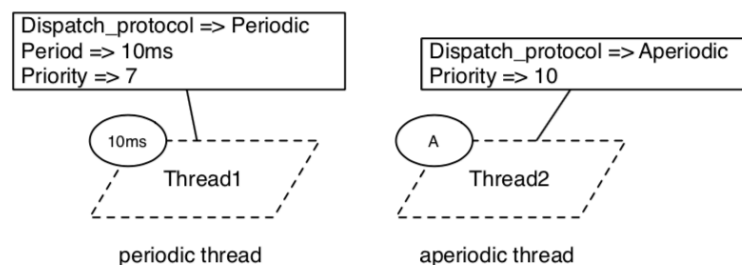 Dispatch_protocol => Periodic
Period => 10ms
Priority => 7
Dispatch_protocol => Aperiodic
Priority => 10
10ms
Thread1
A
Thread2
periodic thread
aperiodic thread